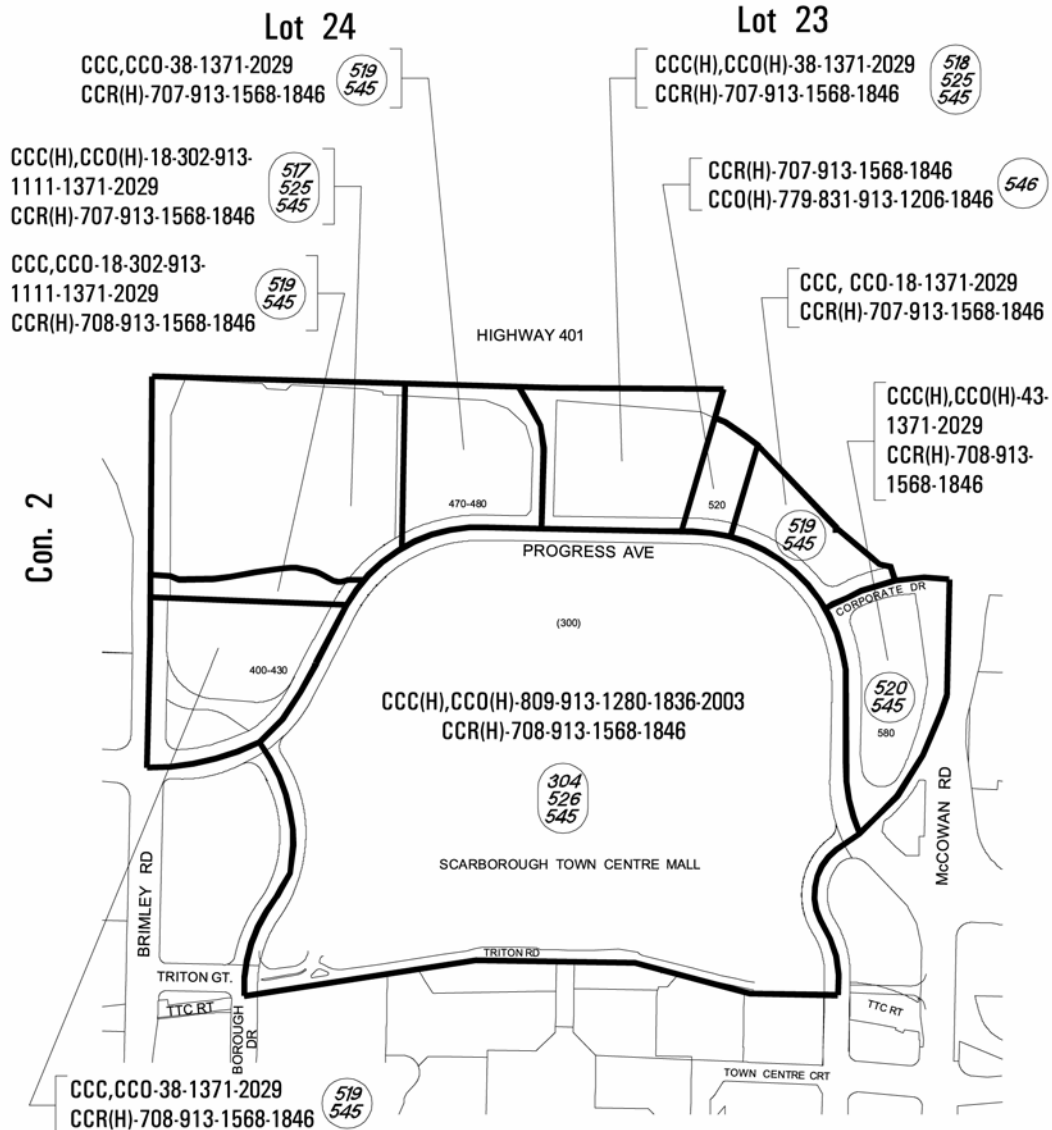 Lot 24
Lot 23
CCC,CCO-38-1371-2029
CCR(H)-707-913-1568-1846
519
545
CCC(H),CCO(H)-38-1371-2029
CCR(H)-707-913-1568-1846
518
525
545
CCC(H),CCO(H)-18-302-913-
1111-1371-2029
CCR(H)-707-913-1568-1846
517
525
545
CCR(H)-707-913-1568-1846
CCO(H)-779-831-913-1206-1846
546
CCC,CCO-18-302-913-
1111-1371-2029
CCR(H)-708-913-1568-1846
519
545
CCC, CCO-18-1371-2029
CCR(H)-707-913-1568-1846
HIGHWAY 401
CCC(H),CCO(H)-43-
1371-2029
CCR(H)-708-913-
1568-1846
Con. 2
470-480
520
519
545
PROGRESS AVE
CORPORATE DR
(300)
400-430
CCC(H),CCO(H)-809-913-1280-1836-2003
CCR(H)-708-913-1568-1846
520
545
580
304
526
545
McCOWAN RD
SCARBOROUGH TOWN CENTRE MALL
BRIMLEY RD
TRITON RD
TRITON GT.
TTC RT
TTC RT
BOROUGH
DR
TOWN CENTRE CRT
CCC,CCO-38-1371-2029
CCR(H)-708-913-1568-1846
519
545